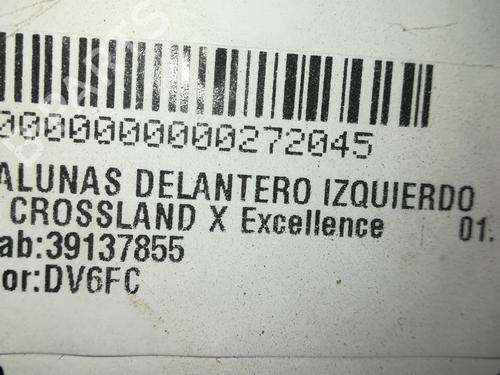 0000000000272045
ALUNAS DELANTERO IZQUIERDO
CROSSLAND X Excellence 01.
ab:39137855
or:DV6FC